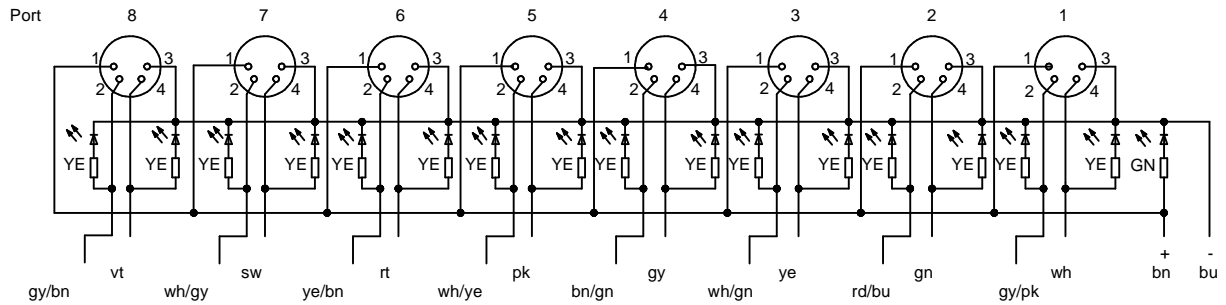 Port 8 7 6 5 4 3 2 1
1 3 1 3 1 3 1 3 1 3 1 3 1 3 1 3
2 4 2 4 2 4 2 4 2 4 2 4 2 4 2 4
YE YE YE YE YE YE YE YE YE YE YE YE YE YE YE YE GN
+ -
vt sw rt pk gy ye gn wh bn bu
gy/bn wh/gy ye/bn wh/ye bn/gn wh/gn rd/bu gy/pk